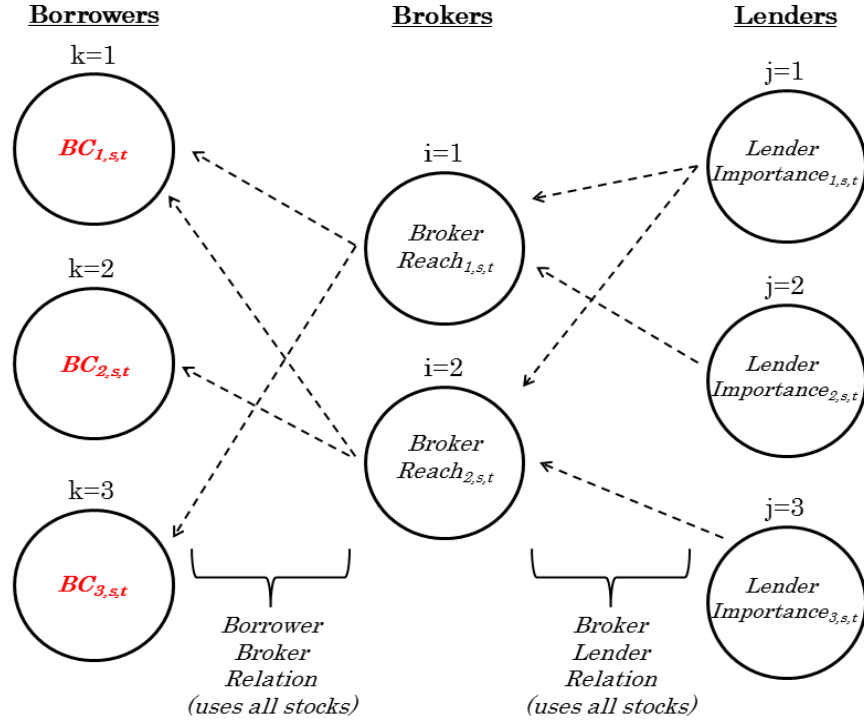 Borrowers
k=1
BC1,s,t
k=2
BC2,s,t
k=3
BC3,s,t
Borrower
Broker
Relation
(uses all stocks)
Brokers
i=1
Broker
Reach1,s,t
i=2
Broker
Reach2,s,t
Broker
Lender
Relation
(uses all stocks)
Lenders
j=1
Lender
Importance1,s,t
j=2
Lender
Importance2,s,t
j=3
Lender
Importance3,s,t